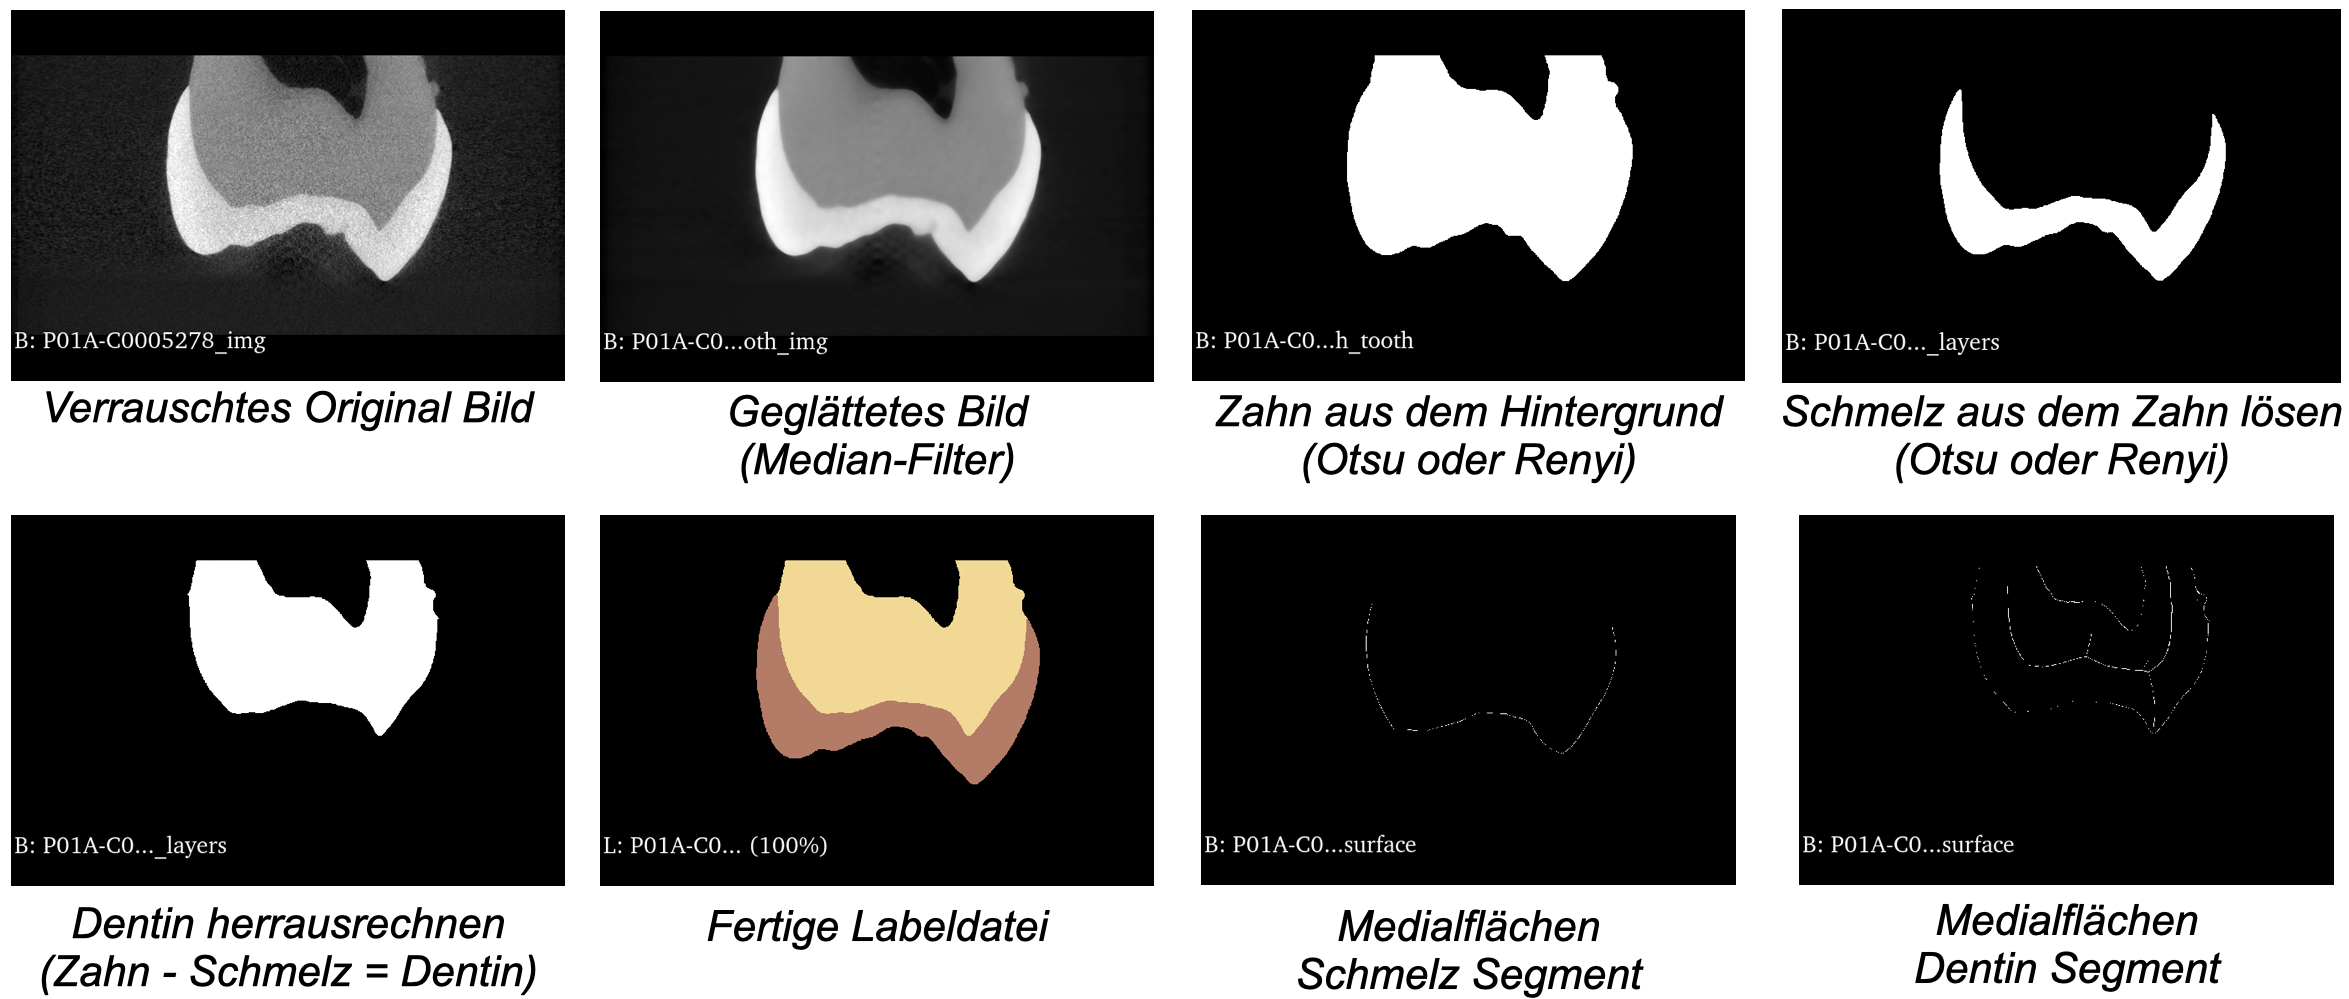 B: P01A-C0005278_img
B: P01A-C0...oth_img
B: P01A-C0...h_tooth
B: P01A-C0..._layers
Verrauschtes Original Bild
Geglättetes Bild
(Median-Filter)
Zahn aus dem Hintergrund
(Otsu oder Renyi)
Schmelz aus dem Zahn lösen
(Otsu oder Renyi)
B: P01A-C0..._layers
L: P01A-C0... (100%)
B: P01A-C0...surface
B: P01A-C0...surface
Dentin herrausrechnen
(Zahn - Schmelz = Dentin)
Fertige Labeldatei
Medialflächen
Schmelz Segment
Medialflächen
Dentin Segment